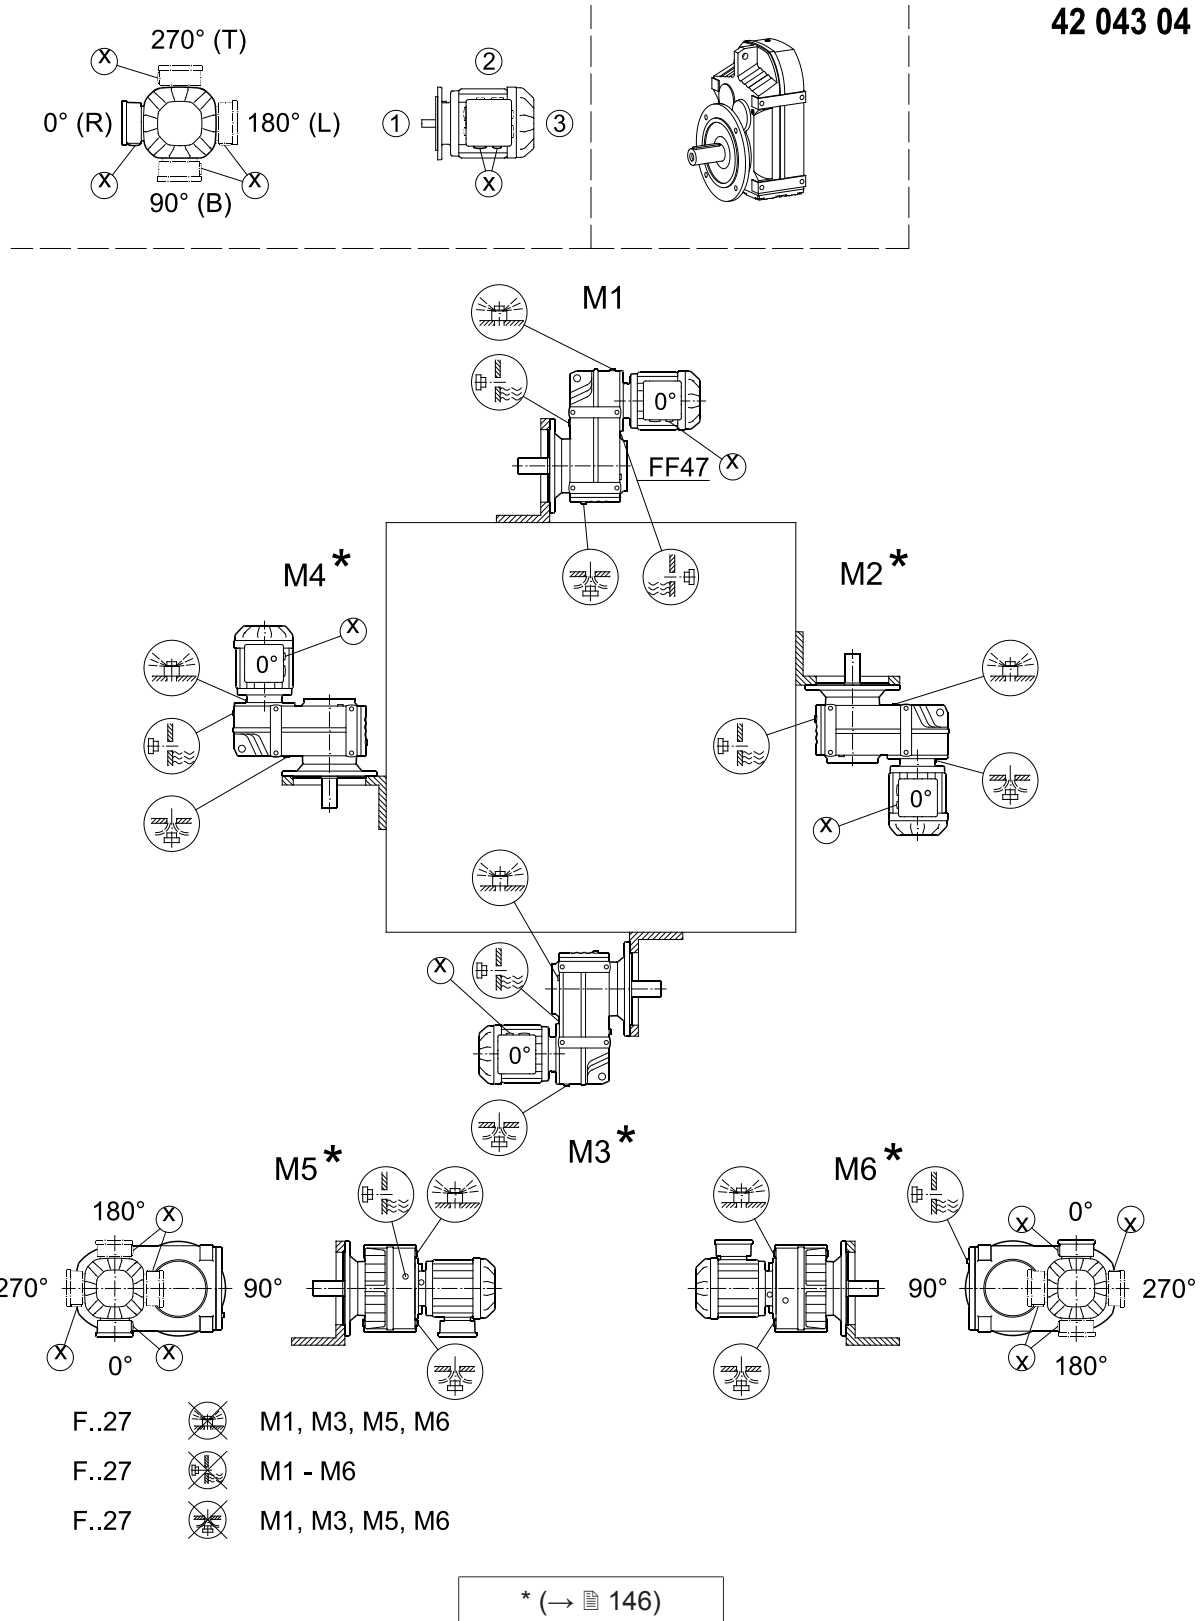 42 043 04
270° (T)
X
0° (R)
180° (L)
X
X
90° (B)
2
1
3
X
M1
0°
FF47
X
M4*
M2*
X
0°
0°
X
X
0°
M3*
M5*
M6*
180°
X
270°
90°
X
0°
X
X
0°
X
90°
270°
X
180°
F..27 M1, M3, M5, M6
F..27 M1 - M6
F..27 M1, M3, M5, M6
* (→ 146)